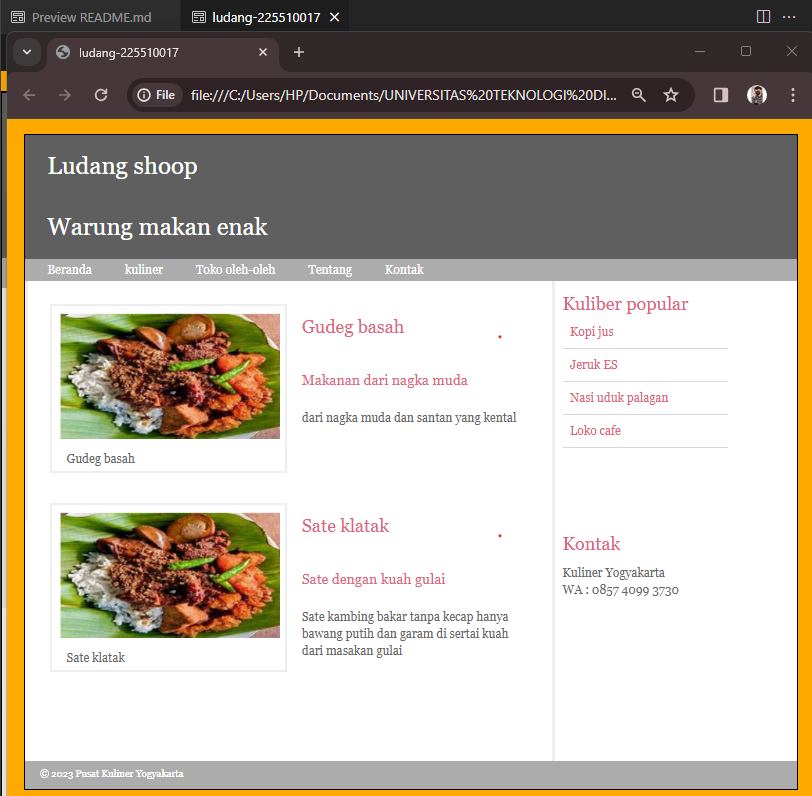 Preview README.md
ludang-225510017
ludang-225510017
File
file:///C:/Users/HP/Documents/UNIVERSITAS%20TEKNOLOGI%20DI...
Ludang shoop
Warung makan enak
Beranda
kuliner
Toko oleh-oleh
Tentang
Kontak
Gudeg basah
Gudeg basah
Makanan dari nagka muda
dari nagka muda dan santan yang kental
Sate klatak
Sate klatak
Sate dengan kuah gulai
Sate kambing bakar tanpa kecap hanya
bawang putih dan garam di sertai kuah
dari masakan gulai
Kuliber popular
Kopi jus
Jeruk ES
Nasi uduk palagan
Loko cafe
Kontak
Kuliner Yogyakarta
WA : 0857 4099 3730
© 2023 Pusat Kuliner Yogyakarta